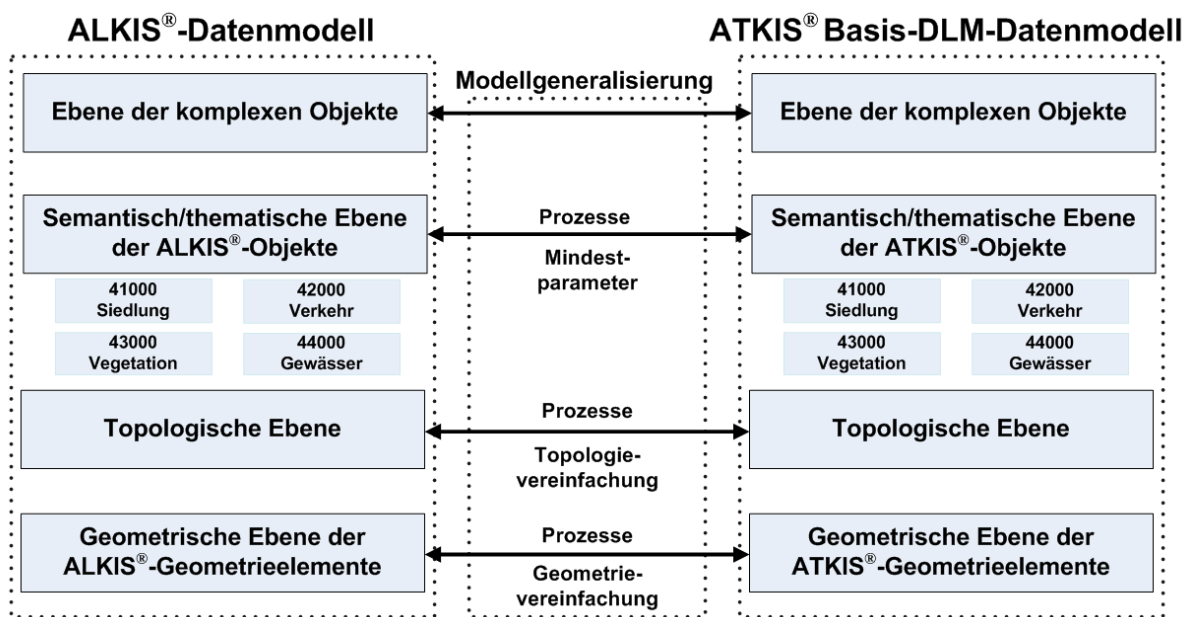 ALKIS®-Datenmodell
ATKIS® Basis-DLM-Datenmodell
Modellgeneralisierung
Ebene der komplexen Objekte
Ebene der komplexen Objekte
Semantisch/thematische Ebene
der ALKIS®-Objekte
Prozesse
Mindest-
parameter
Semantisch/thematische Ebene
der ATKIS®-Objekte
41000
Siedlung
42000
Verkehr
43000
Vegetation
44000
Gewässer
41000
Siedlung
42000
Verkehr
43000
Vegetation
44000
Gewässer
Topologische Ebene
Prozesse
Topologie-
vereinfachung
Topologische Ebene
Geometrische Ebene der
ALKIS®-Geometrieelemente
Prozesse
Geometrie-
vereinfachung
Geometrische Ebene der
ATKIS®-Geometrieelemente